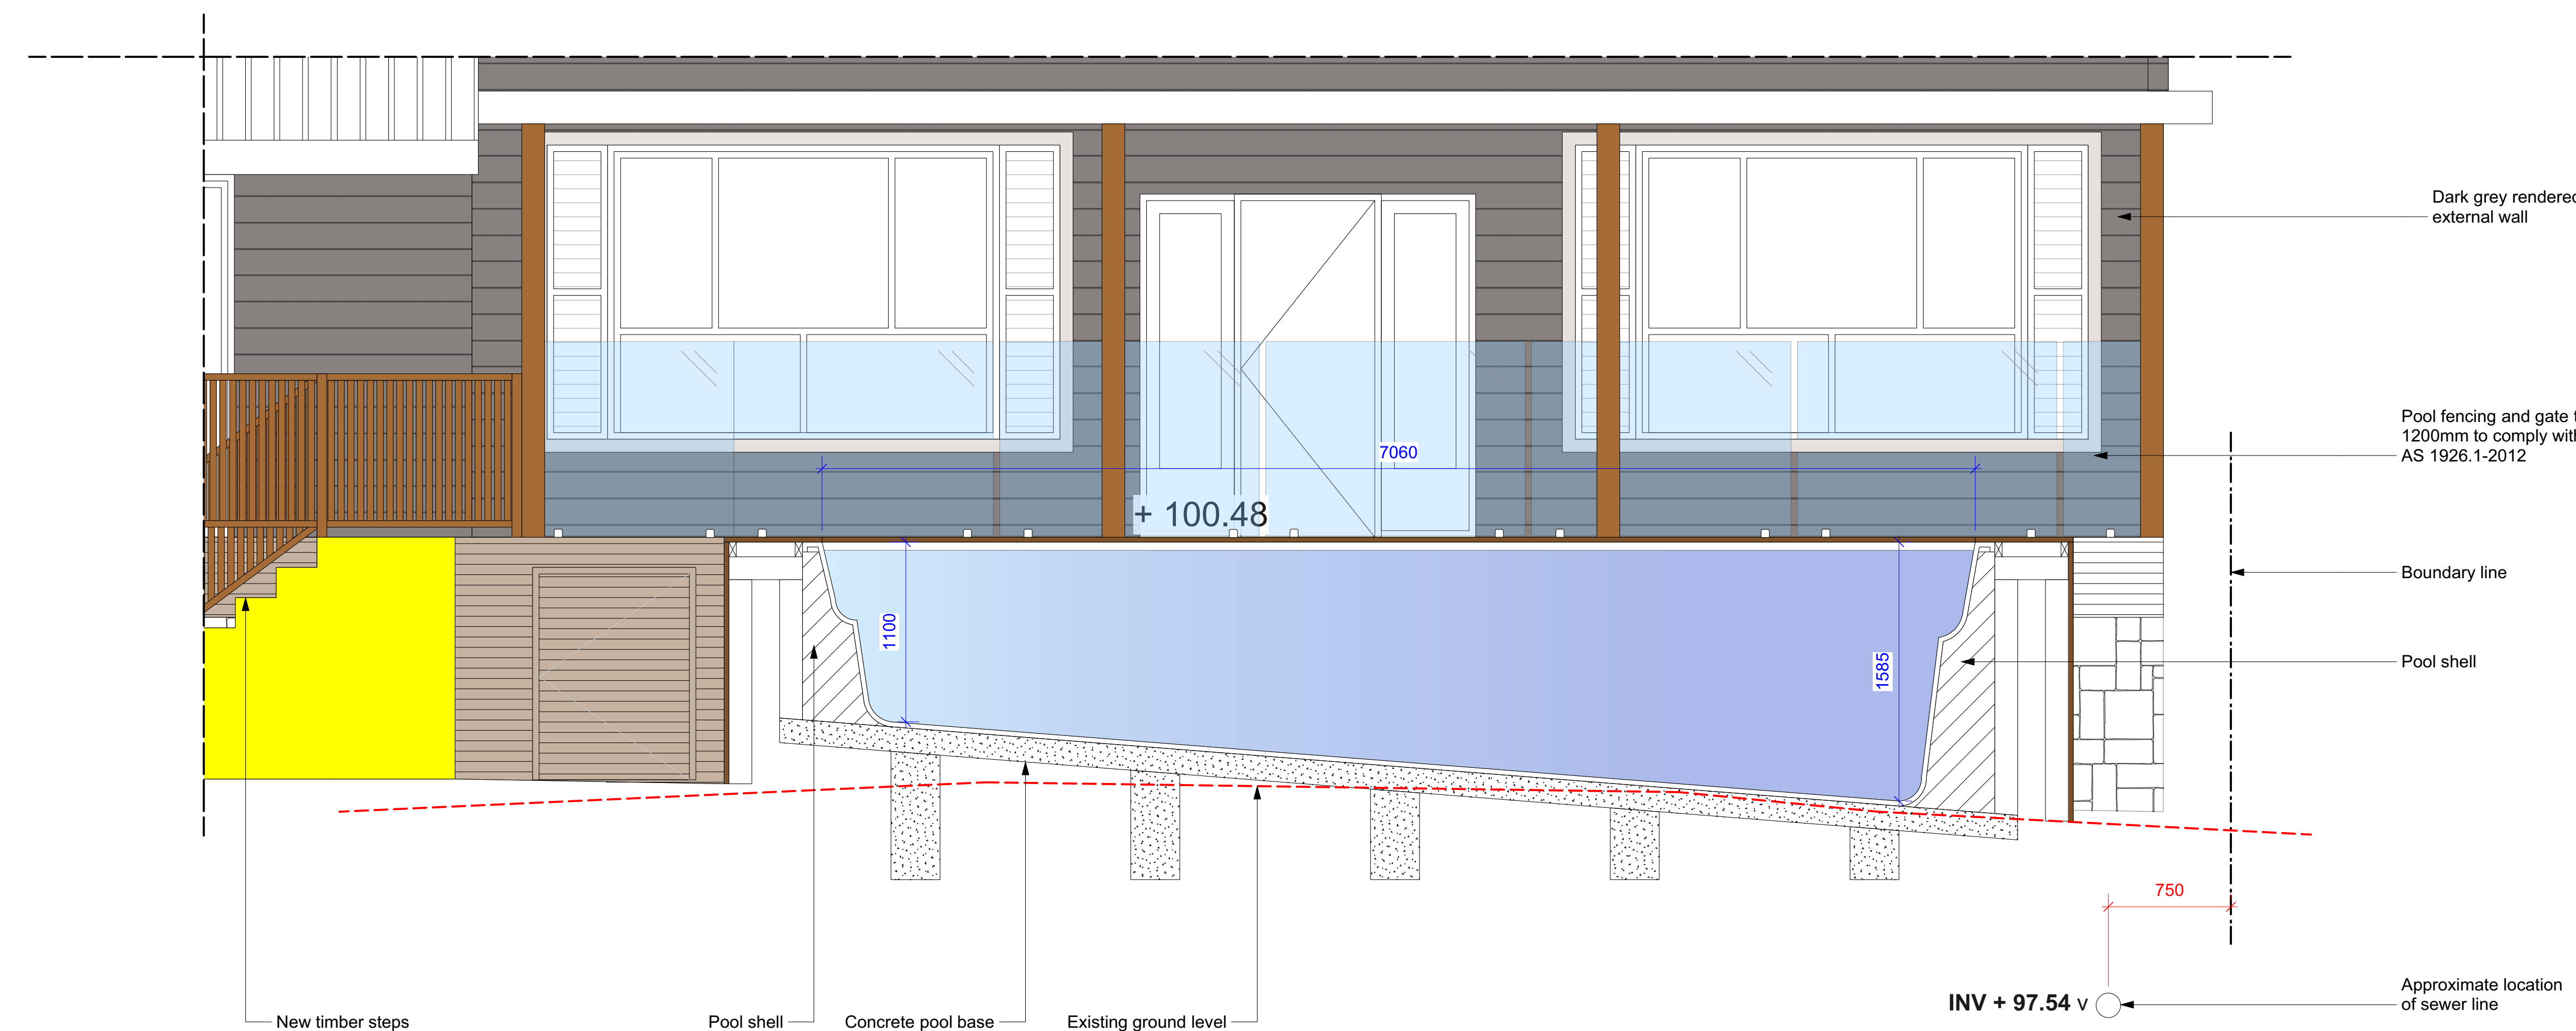 Dark grey rendered
external wall
Pool fencing and gate
1200mm to comply with
AS 1926.1-2012
7060
+ 100.48
Boundary line
1100
1585
Pool shell
750
Approximate location
of sewer line
INV + 97.54 v
New timber steps
Pool shell
Concrete pool base
Existing ground level